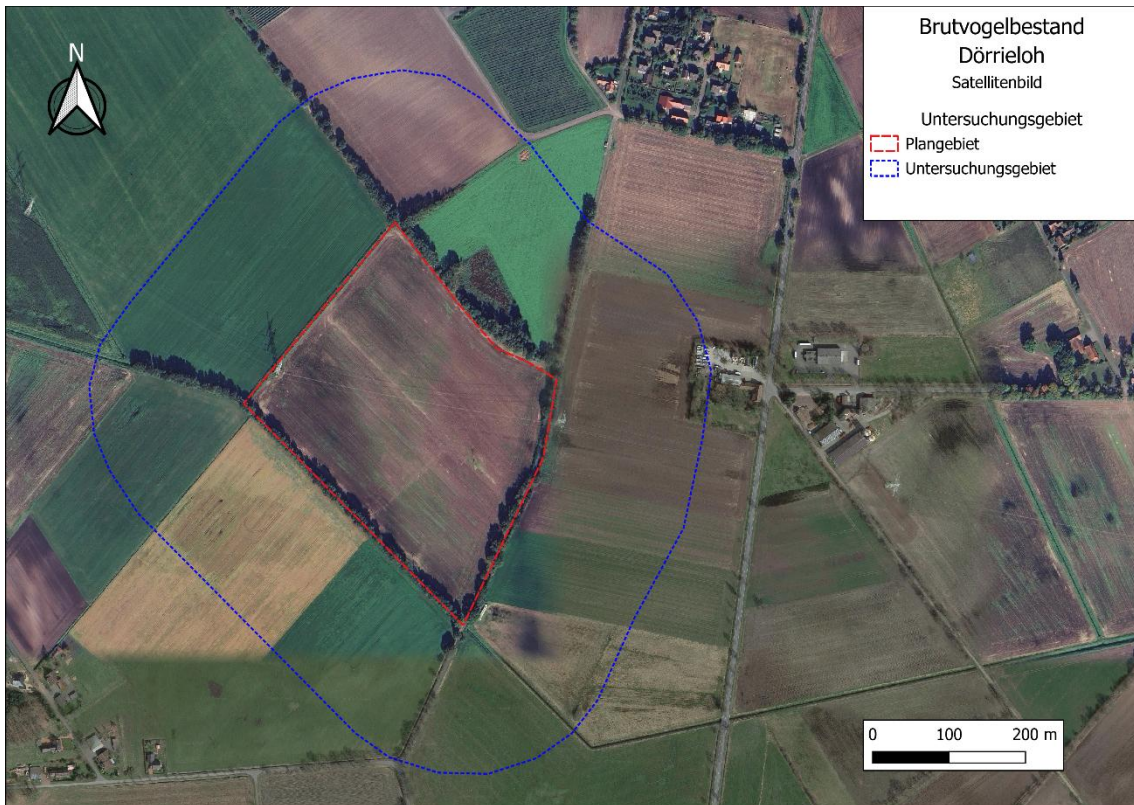 N
Brutvogelbestand
Dörrieloh
Satellitenbild
Untersuchungsgebiet
Plangebiet
Untersuchungsgebiet
0 100 200 m